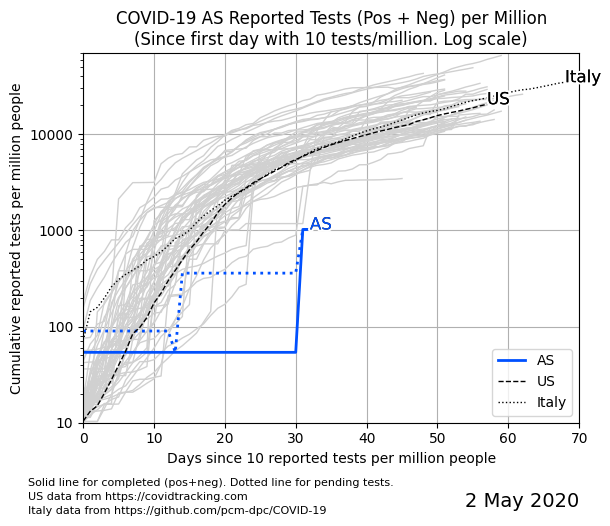 COVID-19 AS Reported Tests (Pos + Neg) per Million
(Since first day with 10 tests/million. Log scale)
Cumulative reported tests per million people
10000
1000
100
10
Italy
US
AS
AS
US
Italy
0 10 20 30 40 50 60 70
Days since 10 reported tests per million people
Solid line for completed (pos+neg). Dotted line for pending tests.
US data from https://covidtracking.com
Italy data from https://github.com/pcm-dpc/COVID-19
2 May 2020